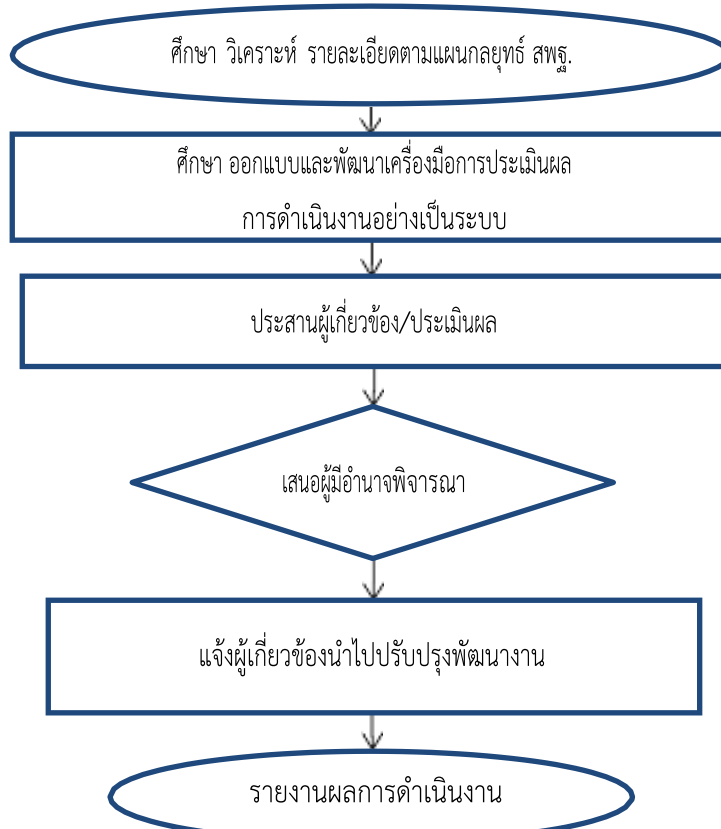 ศึกษา วิเคราะห์ รายละเอียดตามแผนกลยุทธ์ สพฐ.
ศึกษา ออกแบบและพัฒนาเครื่องมือการประเมินผล
การดำเนินงานอย่างเป็นระบบ
ประสานผู้เกี่ยวข้อง/ประเมินผล
เสนอผู้มีอำนาจพิจารณา
แจ้งผู้เกี่ยวข้องนำไปปรับปรุงพัฒนางาน
รายงานผลการดำเนินงาน